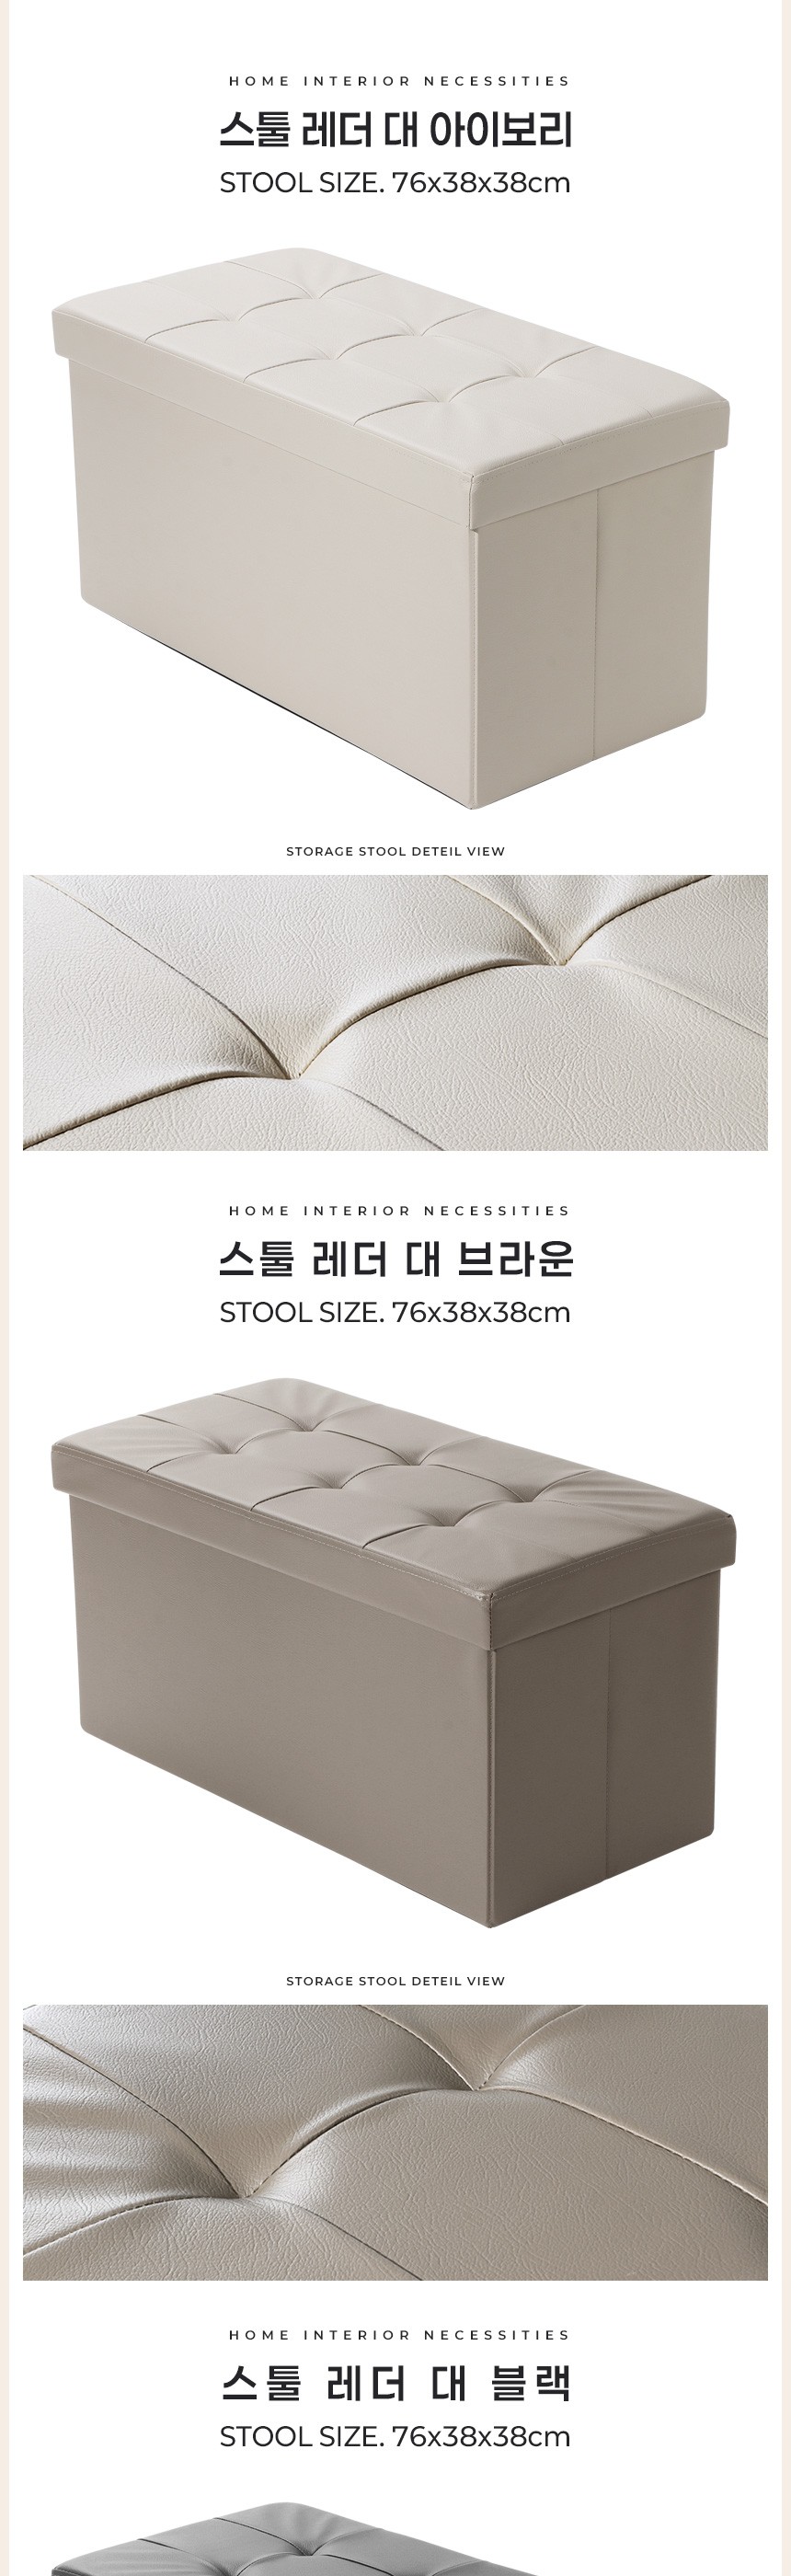 HOME INTERIOR NECESSITIES
스툴 레더 대 아이보리
STOOL SIZE. 76x38x38cm
STORAGE STOOL DETEIL VIEW
HOME INTERIOR NECESSITIES
스툴 레더 대 브라운
STOOL SIZE. 76x38x38cm
STORAGE STOOL DETEIL VIEW
HOME INTERIOR NECESSITIES
스툴 레더 대 블랙
STOOL SIZE. 76x38x38cm